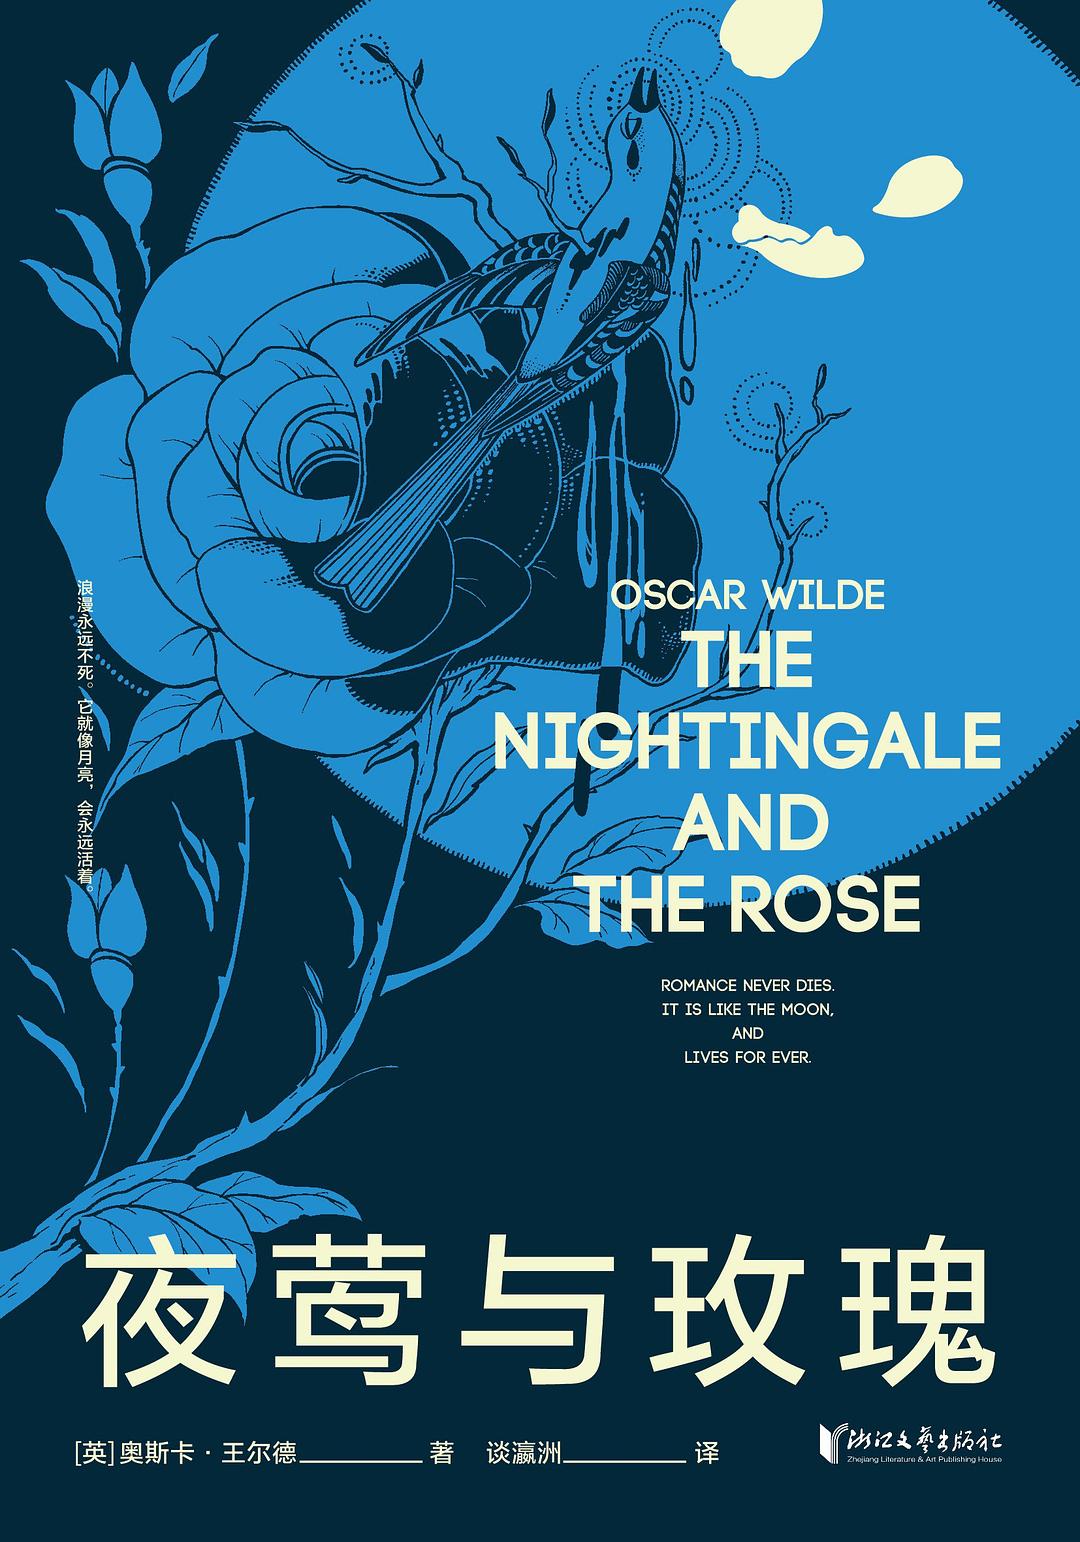 浪漫永远不死。它就像月亮，会永远活着。
OSCAR WILDE
THE
NIGHTINGALE
AND
THE ROSE
ROMANCE NEVER DIES.
IT IS LIKE THE MOON,
AND
LIVES FOR EVER.
夜莺与玫瑰
[英]奥斯卡·王尔德 著 谈瀛洲 译
浙江文艺出版社
Zhejiang Literature & Art Publishing House